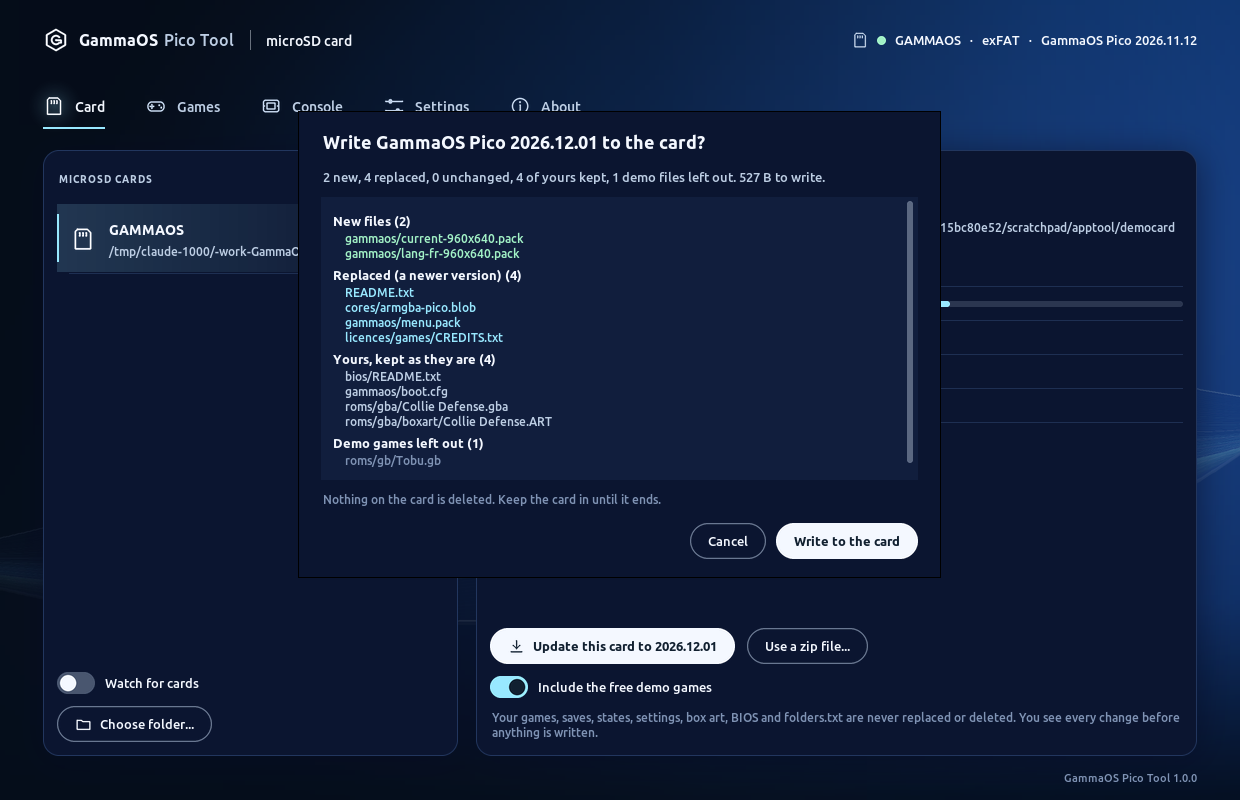 GammaOS Pico Tool
microSD card
GAMMAOS · exFAT · GammaOS Pico 2026.11.12
Card
Games
Console
Settings
About
Write GammaOS Pico 2026.12.01 to the card?
2 new, 4 replaced, 0 unchanged, 4 of yours kept, 1 demo files left out. 527 B to write.
New files (2)
gammaos/current-960x640.pack
gammaos/lang-fr-960x640.pack
Replaced (a newer version) (4)
README.txt
cores/armgba-pico.blob
gammaos/menu.pack
licences/games/CREDITS.txt
Yours, kept as they are (4)
bios/README.txt
gammaos/boot.cfg
roms/gba/Collie Defense.gba
roms/gba/boxart/Collie Defense.ART
Demo games left out (1)
roms/gb/Tobu.gb
Nothing on the card is deleted. Keep the card in until it ends.
Cancel
Write to the card
MICROSD CARDS
GAMMAOS
/tmp/claude-1000/-work-GammaO
15bc80e52/scratchpad/apptool/democard
Watch for cards
Choose folder...
Update this card to 2026.12.01
Use a zip file...
Include the free demo games
Your games, saves, states, settings, box art, BIOS and folders.txt are never replaced or deleted. You see every change before
anything is written.
GammaOS Pico Tool 1.0.0